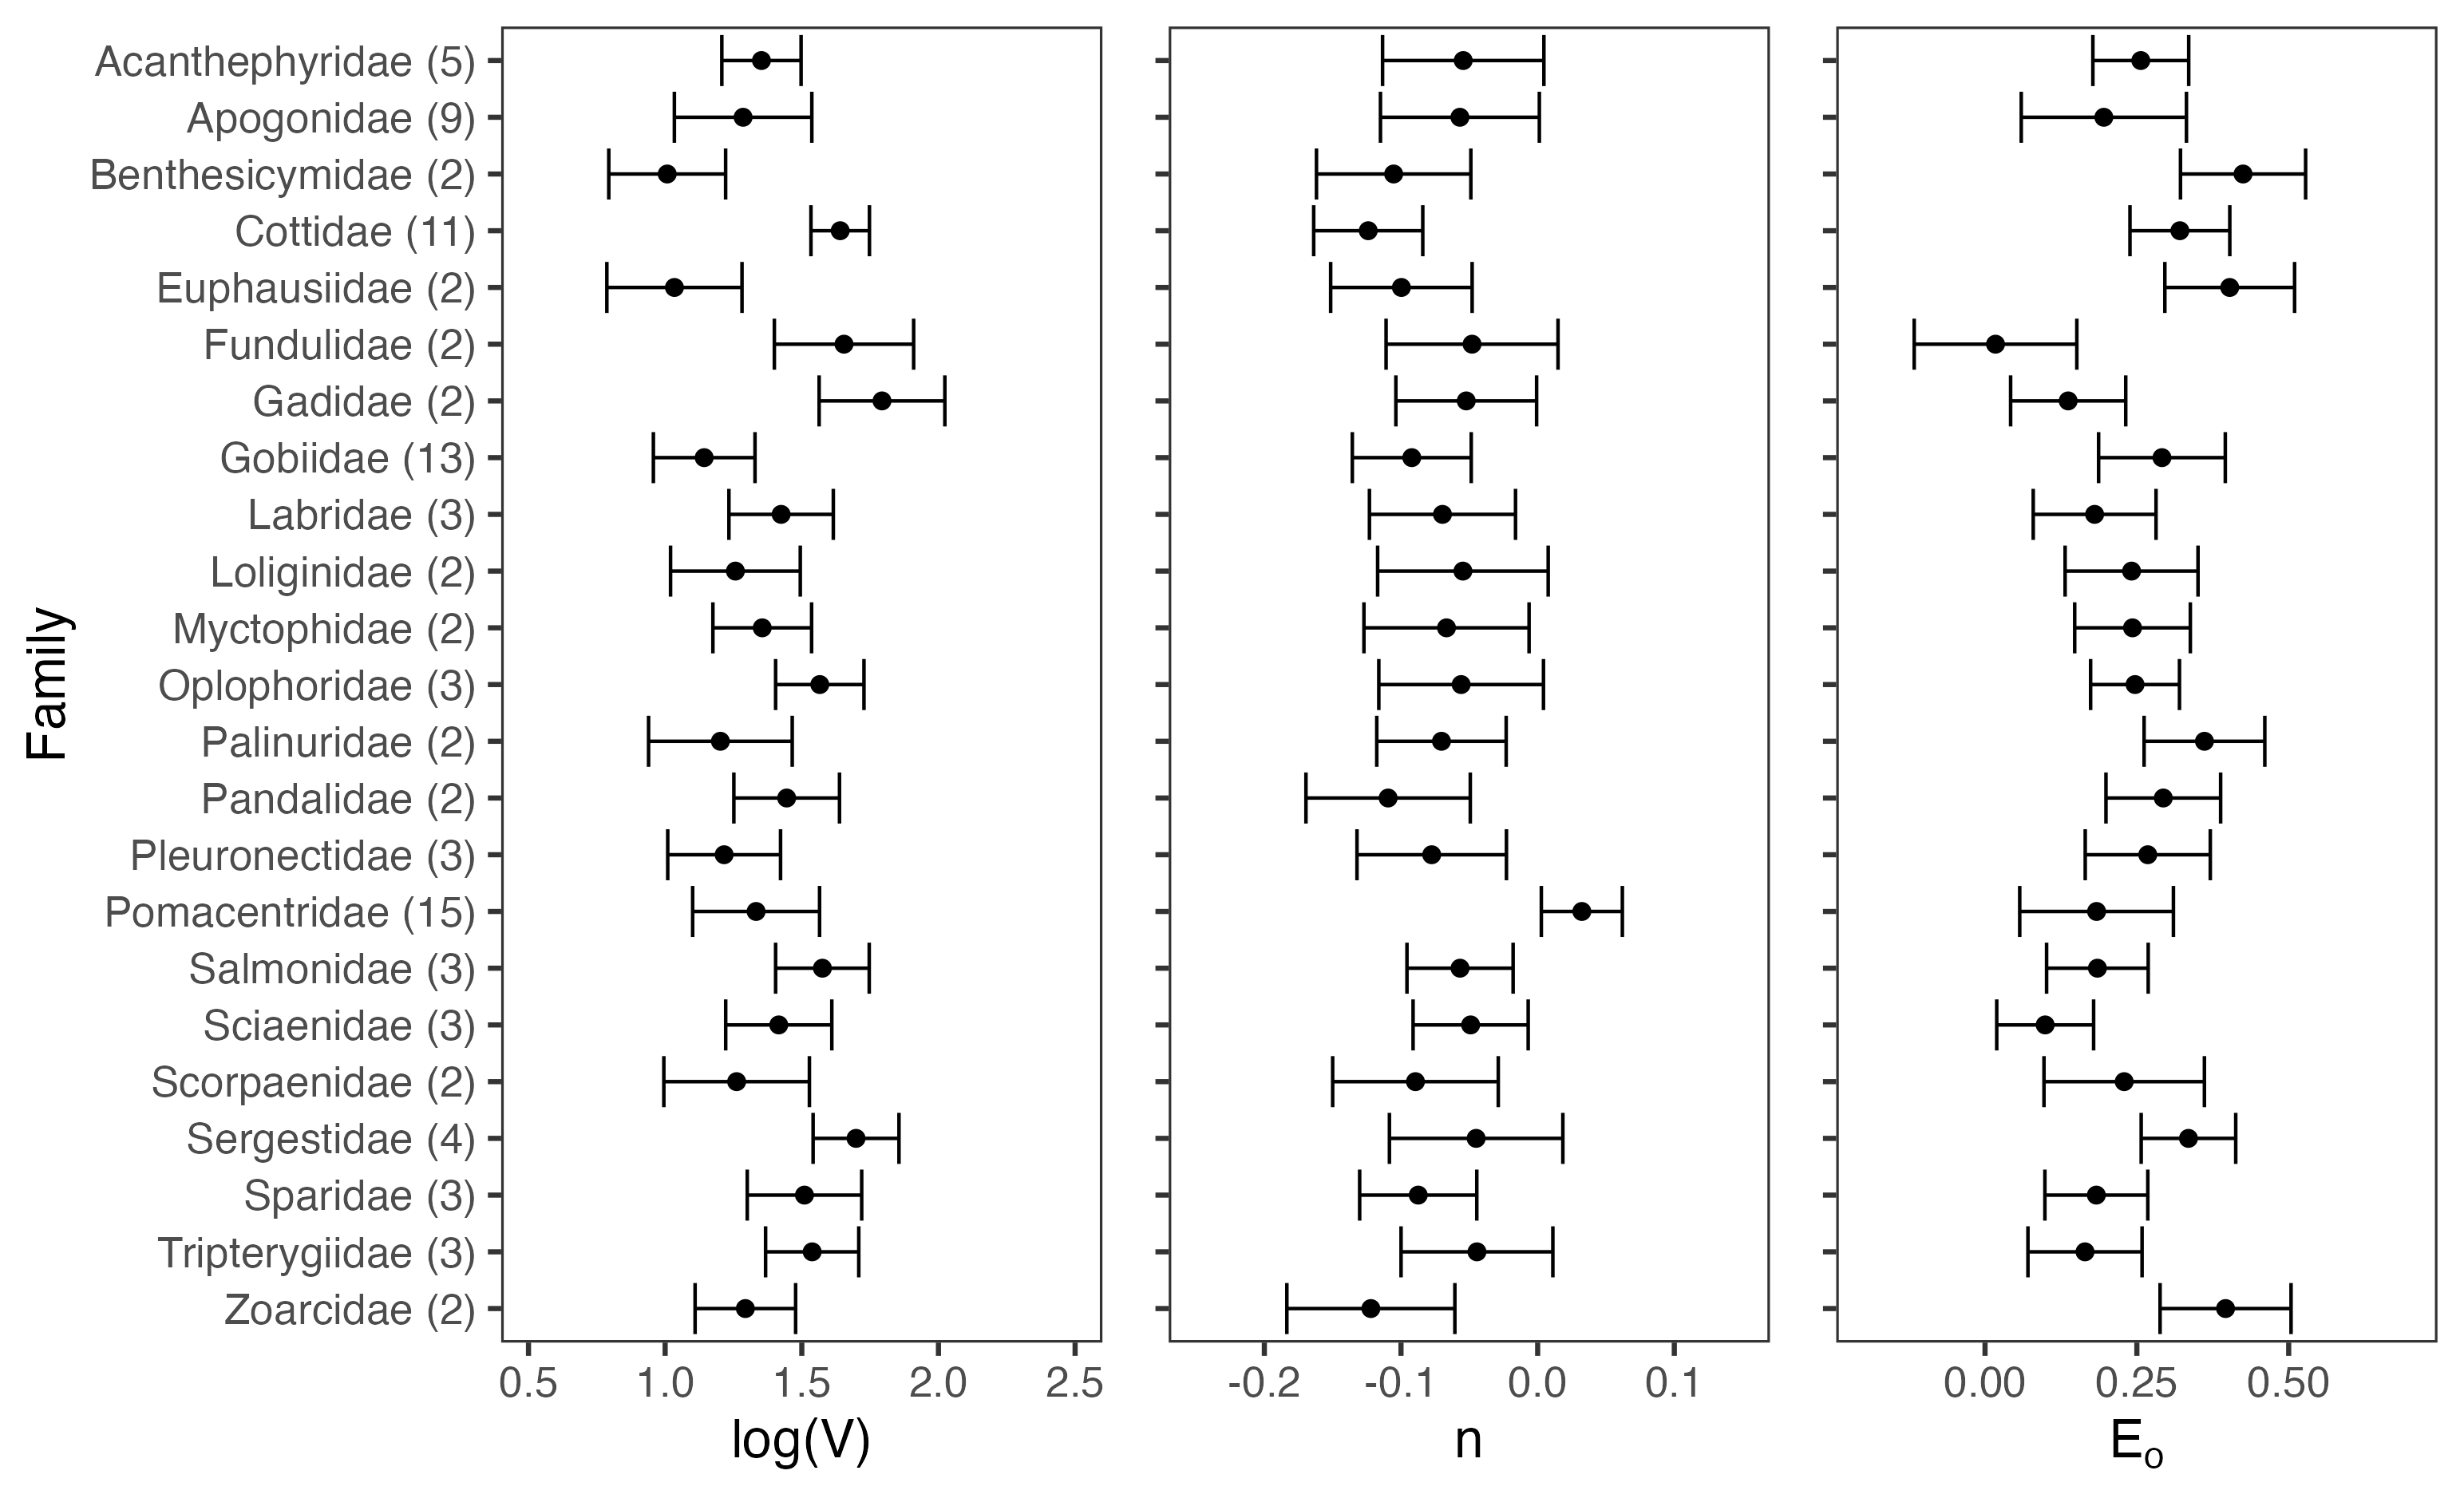 Family
Acanthephyridae (5)
Apogonidae (9)
Benthesicymidae (2)
Cottidae (11)
Euphausiidae (2)
Fundulidae (2)
Gadidae (2)
Gobiidae (13)
Labridae (3)
Loliginidae (2)
Myctophidae (2)
Oplophoridae (3)
Palinuridae (2)
Pandalidae (2)
Pleuronectidae (3)
Pomacentridae (15)
Salmonidae (3)
Sciaenidae (3)
Scorpaenidae (2)
Sergestidae (4)
Sparidae (3)
Tripterygiidae (3)
Zoarcidae (2)
0.5 1.0 1.5 2.0 2.5
log(V)
-0.2 -0.1 0.0 0.1
n
0.00 0.25 0.50
Eo